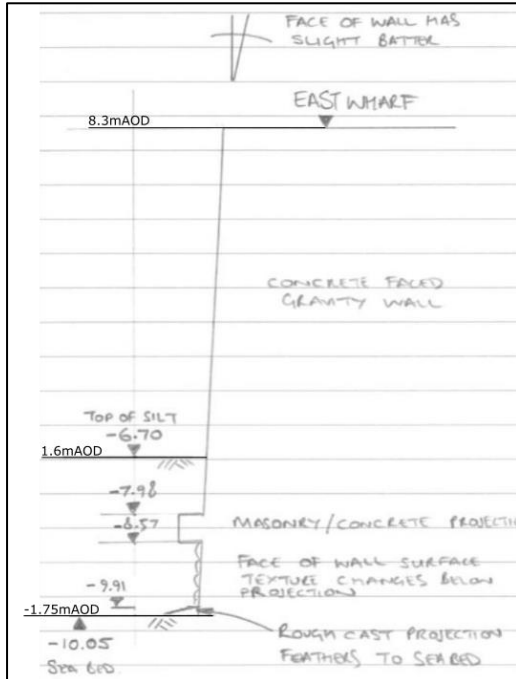 FACE OF WALL HAS
SLIGHT BATTER
EAST WHARF
8.3mAOD
CONCRETE FACED
GRAVITY WALL
TOP OF SILT
-6.70
1.6mAOD
-7.98
-8.57
MASONRY/CONCRETE PROJECTI
FACE OF WALL SURFACE
TEXTURE CHANGES BELOW
PROJECTION
-9.91
-1.75mAOD
-10.05
SEA BED
ROUGH CAST PROJECTION
FEATHERS TO SEA BED